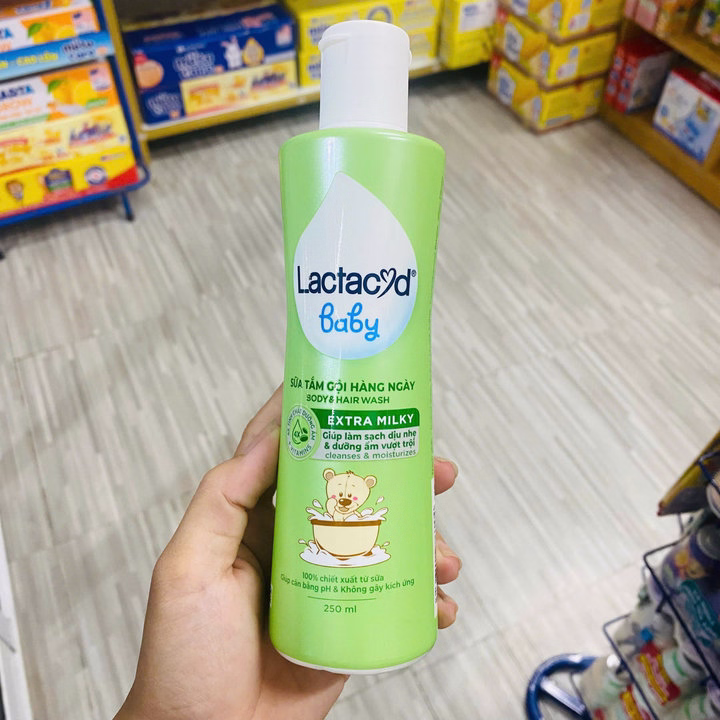 Lactacyd®
baby
SỮA TẮM GỘI HÀNG NGÀY
BODY & HAIR WASH
EXTRA MILKY
Giúp làm sạch dịu nhẹ
& dưỡng ẩm vượt trội
cleanses & moisturizes
100% chiết xuất từ sữa
Giúp cân bằng pH & Không gây kích ứng
250 ml